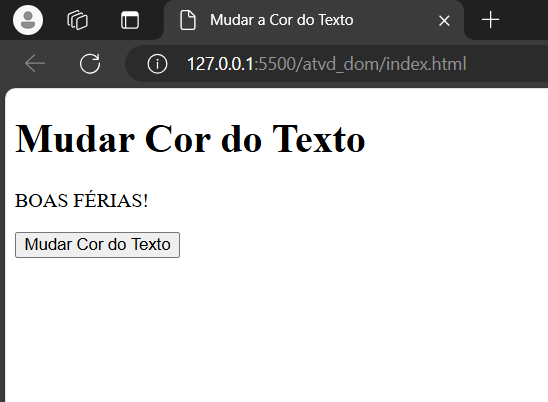 Mudar a Cor do Texto
127.0.0.1:5500/atvd_dom/index.html
Mudar Cor do Texto
BOAS FÉRIAS!
Mudar Cor do Texto